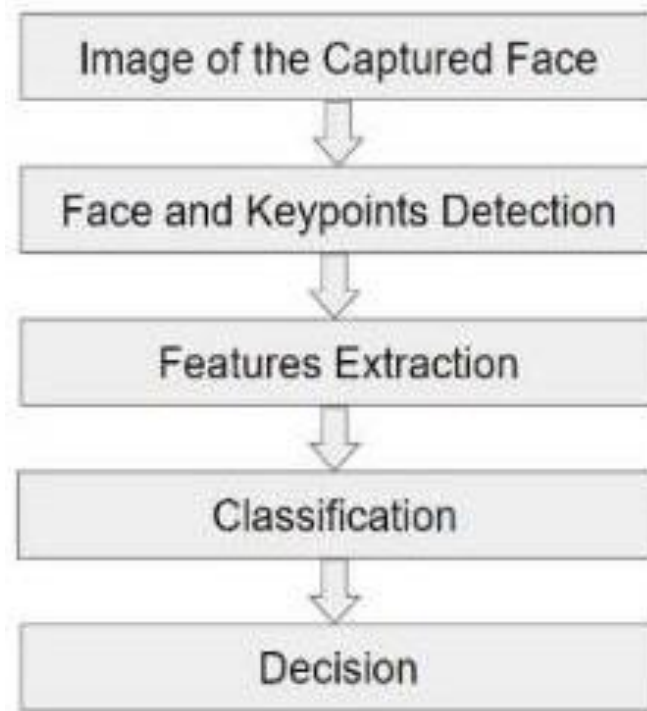 Image of the Captured Face
Face and Keypoints Detection
Features Extraction
Classification
Decision